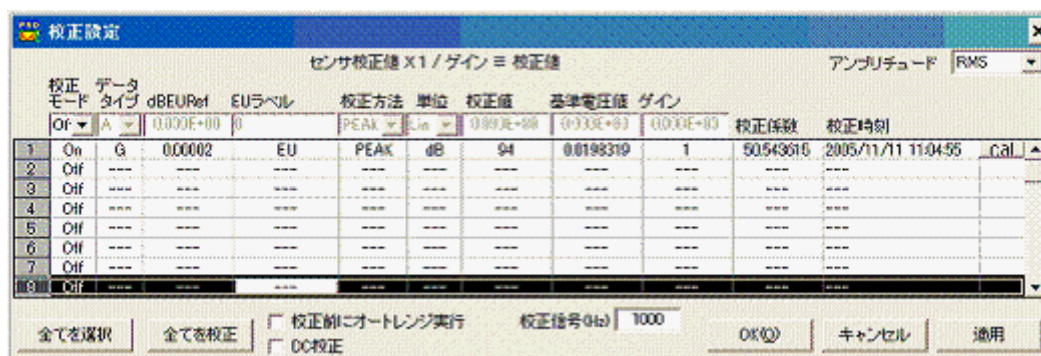 校正設定
センサ校正値 X 1 / ゲイン ≡ 校正値
アンプリチュード RMS
校正モード データタイプ dBEURef EUラベル 校正方法 単位 校正値 基準電圧値 ゲイン 校正係数 校正時刻
A 0 PEAK Lin
1 On G 0.00002 EU PEAK dB 94 0.0198319 1 50.543615 2005/11/11 11:04:55 cal
2 Off --- --- --- --- --- --- --- --- --- ---
3 Off --- --- --- --- --- --- --- --- --- ---
4 Off --- --- --- --- --- --- --- --- --- ---
5 Off --- --- --- --- --- --- --- --- --- ---
6 Off --- --- --- --- --- --- --- --- --- ---
7 Off --- --- --- --- --- --- --- --- --- ---
8 Off --- --- --- --- --- --- --- --- --- ---
全てを選択 全てを校正 校正前にオートレンジ実行 校正信号(Hz) 1000 OK(O) キャンセル 適用
DC校正